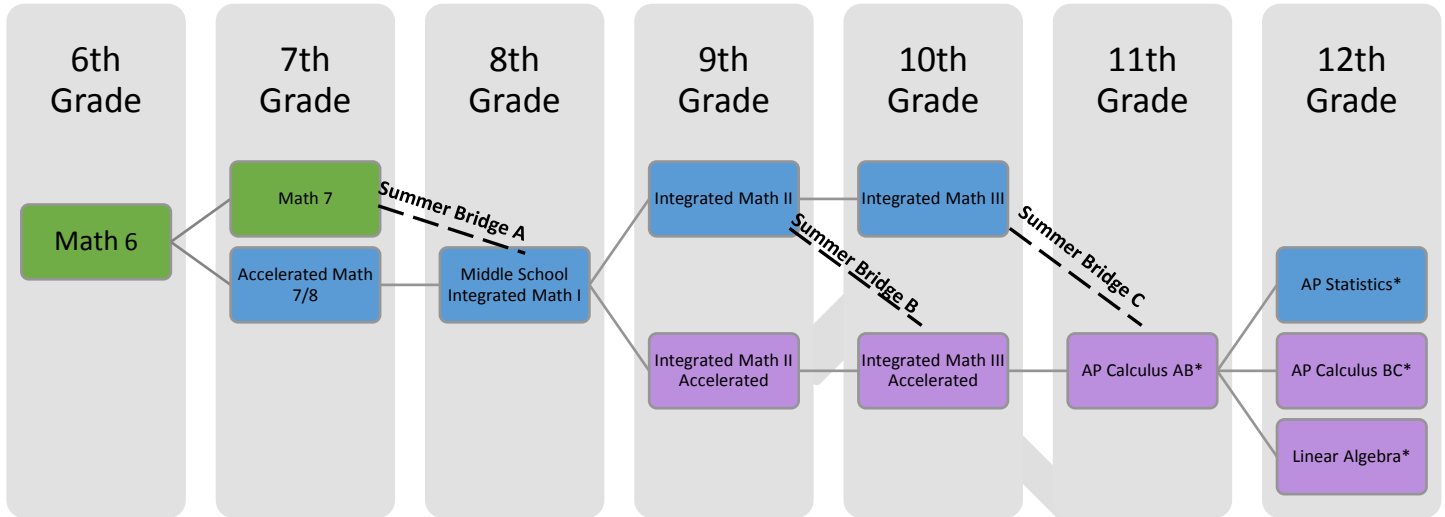 6th
Grade
7th
Grade
8th
Grade
9th
Grade
10th
Grade
11th
Grade
12th
Grade
Math 6
Math 7
Accelerated Math
7/8
Summer Bridge A
Middle School
Integrated Math I
Integrated Math II
Integrated Math II
Accelerated
Summer Bridge B
Integrated Math III
Integrated Math III
Accelerated
Summer Bridge C
AP Calculus AB*
AP Statistics*
AP Calculus BC*
Linear Algebra*